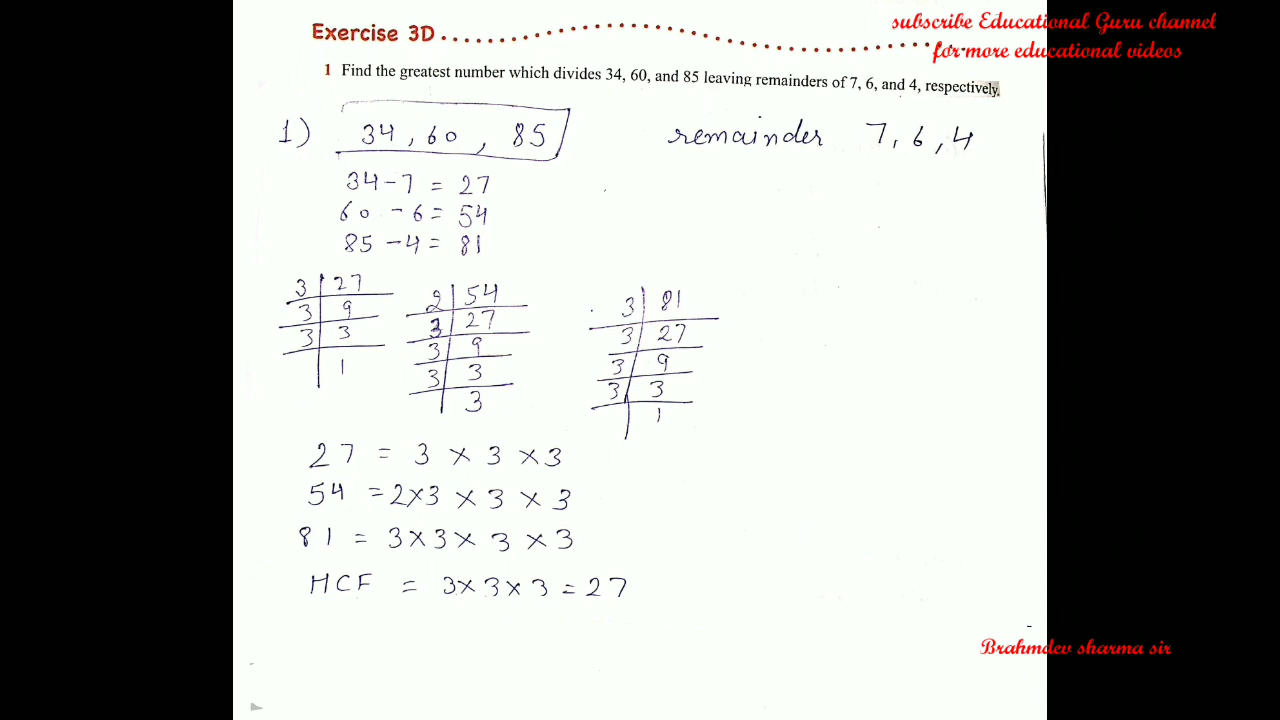 subscribe Educational Guru channel
for more educational videos
Exercise 3D
1 Find the greatest number which divides 34, 60, and 85 leaving remainders of 7, 6, and 4, respectively.
1) 34, 60, 85 remainder 7, 6, 4
34 - 7 = 27
60 - 6 = 54
85 - 4 = 81
3 | 27
3 | 9
3 | 3
1
2 | 54
3 | 27
3 | 9
3 | 3
3
3 | 81
3 | 27
3 | 9
3 | 3
1
27 = 3 × 3 × 3
54 = 2×3 × 3 × 3
81 = 3×3× 3 × 3
HCF = 3×3×3 = 27
Brahmdev sharma sir